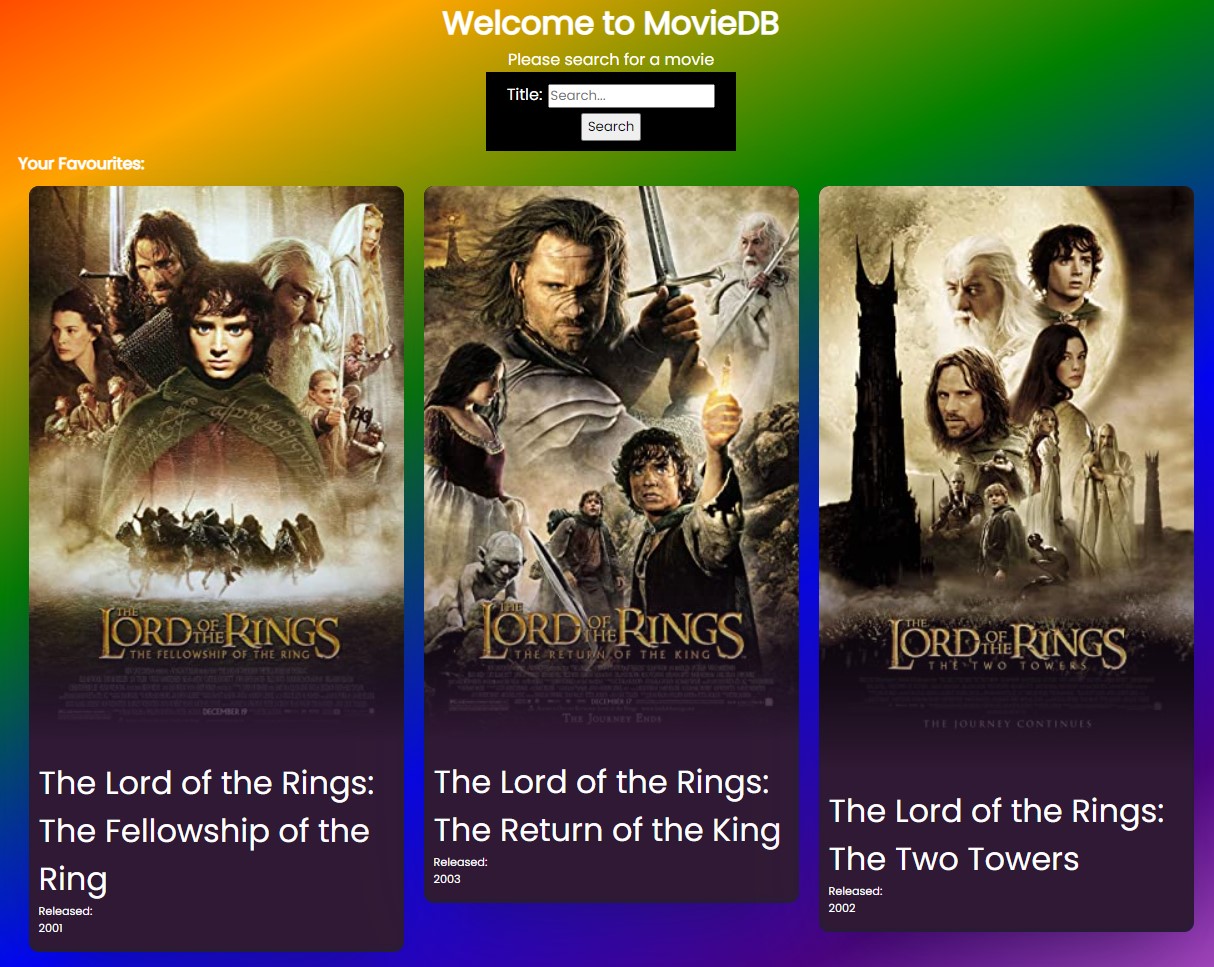 Welcome to MovieDB
Please search for a movie
Title: Search...
Search
Your Favourites:
THE
LORD OF THE RINGS
THE FELLOWSHIP OF THE RING
DECEMBER 19
The Lord of the Rings:
The Fellowship of the
Ring
Released:
2001
THE
LORD OF THE RINGS
THE RETURN OF THE KING
DECEMBER 17
THE JOURNEY ENDS
The Lord of the Rings:
The Return of the King
Released:
2003
THE
LORD OF THE RINGS
THE TWO TOWERS
THE JOURNEY CONTINUES
The Lord of the Rings:
The Two Towers
Released:
2002